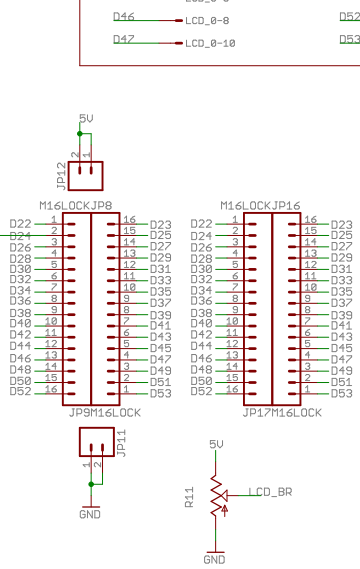 D46 LCD_0-8 D52
D47 LCD_0-10 D53
5V
2 1
JP12
M16LOCKJP8 M16LOCKJP16
D22 1 16 D23 D22 1 16 D23
D24 2 15 D25 D24 2 15 D25
D26 3 14 D27 D26 3 14 D27
D28 4 13 D29 D28 4 13 D29
D30 5 12 D31 D30 5 12 D31
D32 6 11 D33 D32 6 11 D33
D34 7 10 D35 D34 7 10 D35
D36 8 9 D37 D36 8 9 D37
D38 9 8 D39 D38 9 8 D39
D40 10 7 D41 D40 10 7 D41
D42 11 6 D43 D42 11 6 D43
D44 12 5 D45 D44 12 5 D45
D46 13 4 D47 D46 13 4 D47
D48 14 3 D49 D48 14 3 D49
D50 15 2 D51 D50 15 2 D51
D52 16 1 D53 D52 16 1 D53
JP9M16LOCK JP17M16LOCK
JP11
1 2
GND
5V
R11
LCD_BR
GND